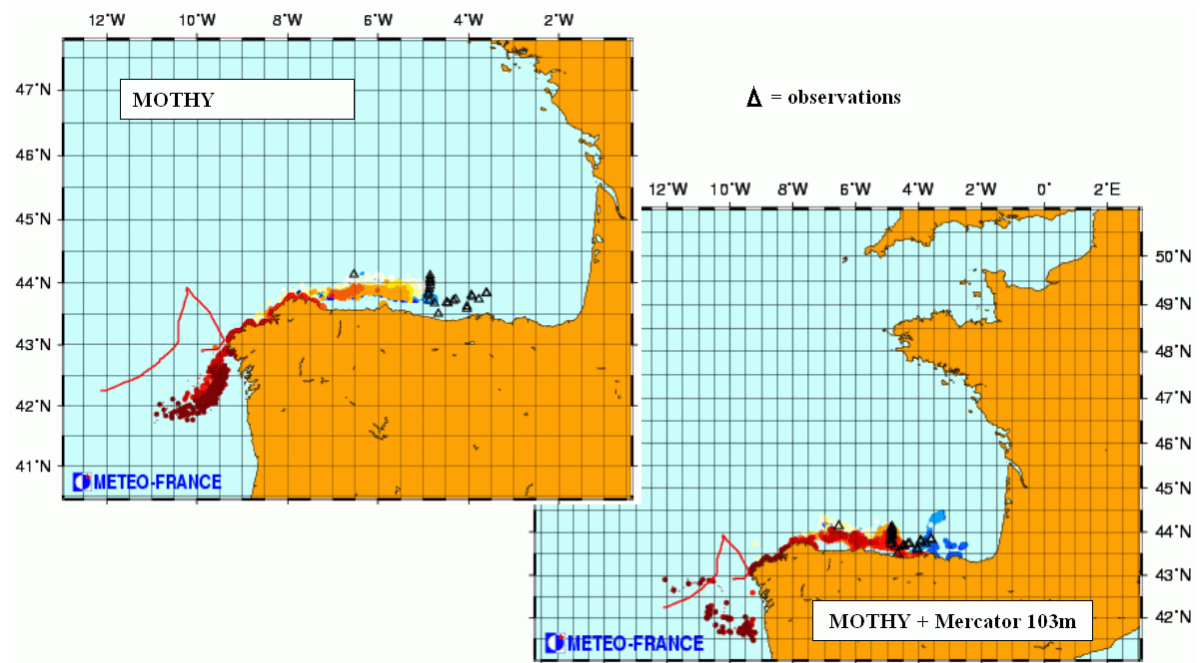 12°W 10°W 8°W 6°W 4°W 2°W
47°N
46°N
45°N
44°N
43°N
42°N
41°N
MOTHY
METEO-FRANCE
Δ = observations
12°W 10°W 8°W 6°W 4°W 2°W 0° 2°E
50°N
49°N
48°N
47°N
46°N
45°N
44°N
43°N
42°N
MOTHY + Mercator 103m
METEO-FRANCE